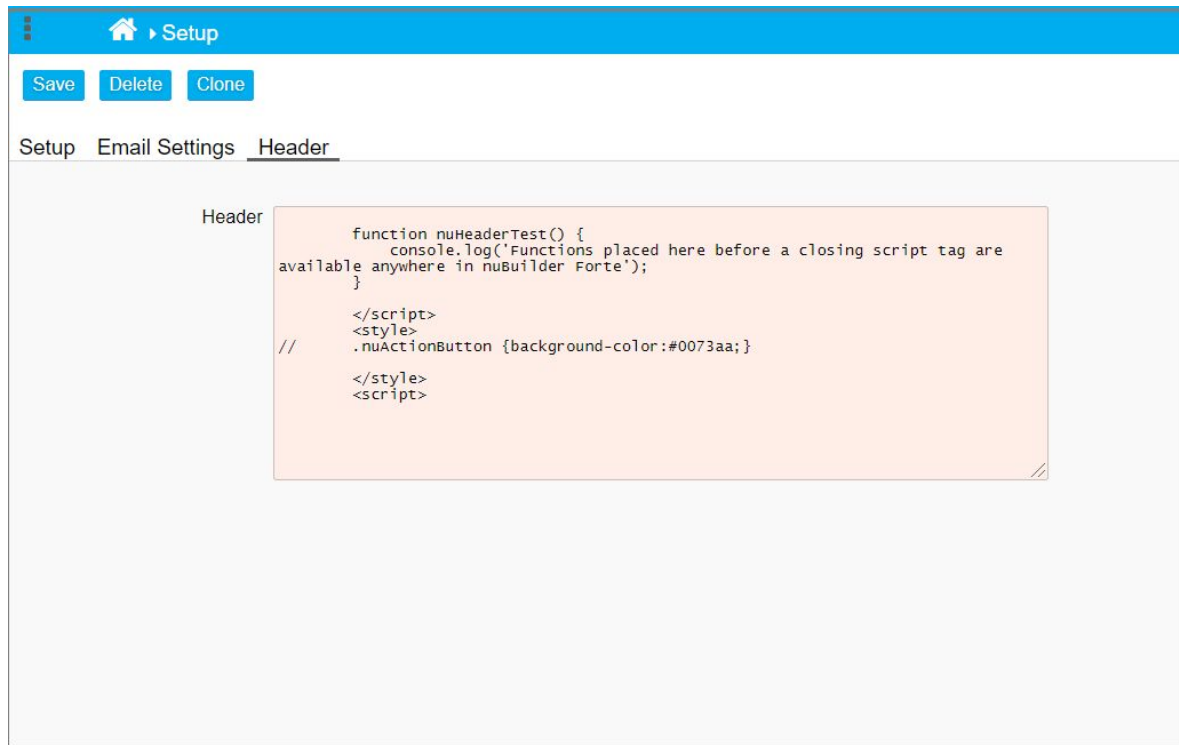 Setup
Save Delete Clone
Setup Email Settings Header
Header
function nuHeaderTest() {
console.log('Functions placed here before a closing script tag are
available anywhere in nuBuilder Forte');
}
</script>
<style>
// .nuActionButton {background-color:#0073aa;}
</style>
<script>